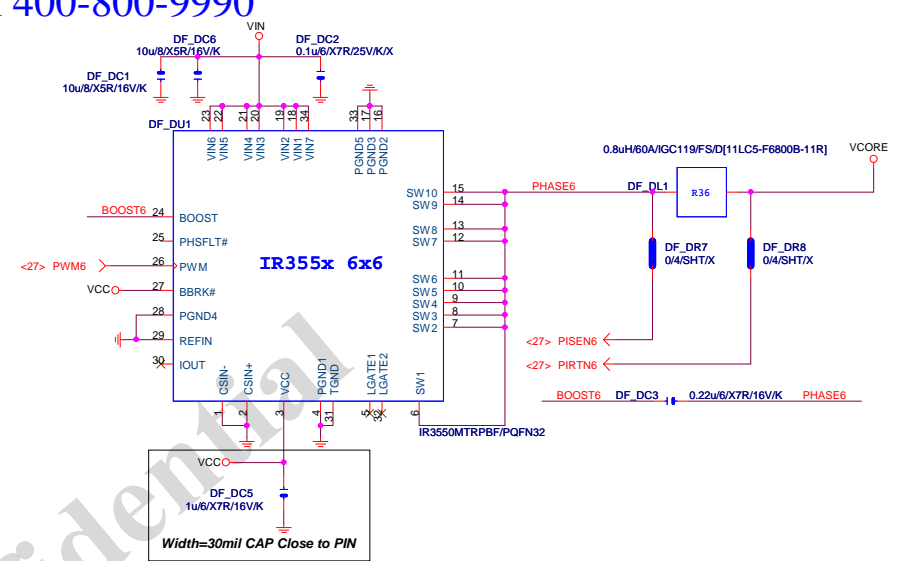 400-800-9990
VIN
DF_DC6
10u/8/X5R/16V/K
DF_DC2
0.1u/6/X7R/25V/K/X
DF_DC1
10u/8/X5R/16V/K
DF_DU1
23 22 21 20 19 18 34 33 17 16
VIN6 VIN5 VIN4 VIN3 VIN2 VIN1 VIN7 PGND5 PGND3 PGND2
0.8uH/60A/IGC119/FS/D[11LC5-F6800B-11R]
VCORE
SW10 15 PHASE6 DF_DL1 R36
SW9 14
BOOST6 24 BOOST
SW8 13
SW7 12
25 PHSFLT#
DF_DR7
0/4/SHT/X
DF_DR8
0/4/SHT/X
IR355x 6x6
<27> PWM6 26 PWM
SW6 11
VCC 27 BBRK#
SW5 10
SW4 9
28 PGND4
SW3 8
SW2 7
29 REFIN
<27> PISEN6
30 IOUT
<27> PIRTN6
CSIN- CSIN+ VCC PGND1 TGND LGATE1 LGATE2 SW1
1 2 3 4 31 5 32 6
BOOST6 DF_DC3 0.22u/6/X7R/16V/K PHASE6
IR3550MTRPBF/PQFN32
VCC
DF_DC5
1u/6/X7R/16V/K
Width=30mil CAP Close to PIN
fidential